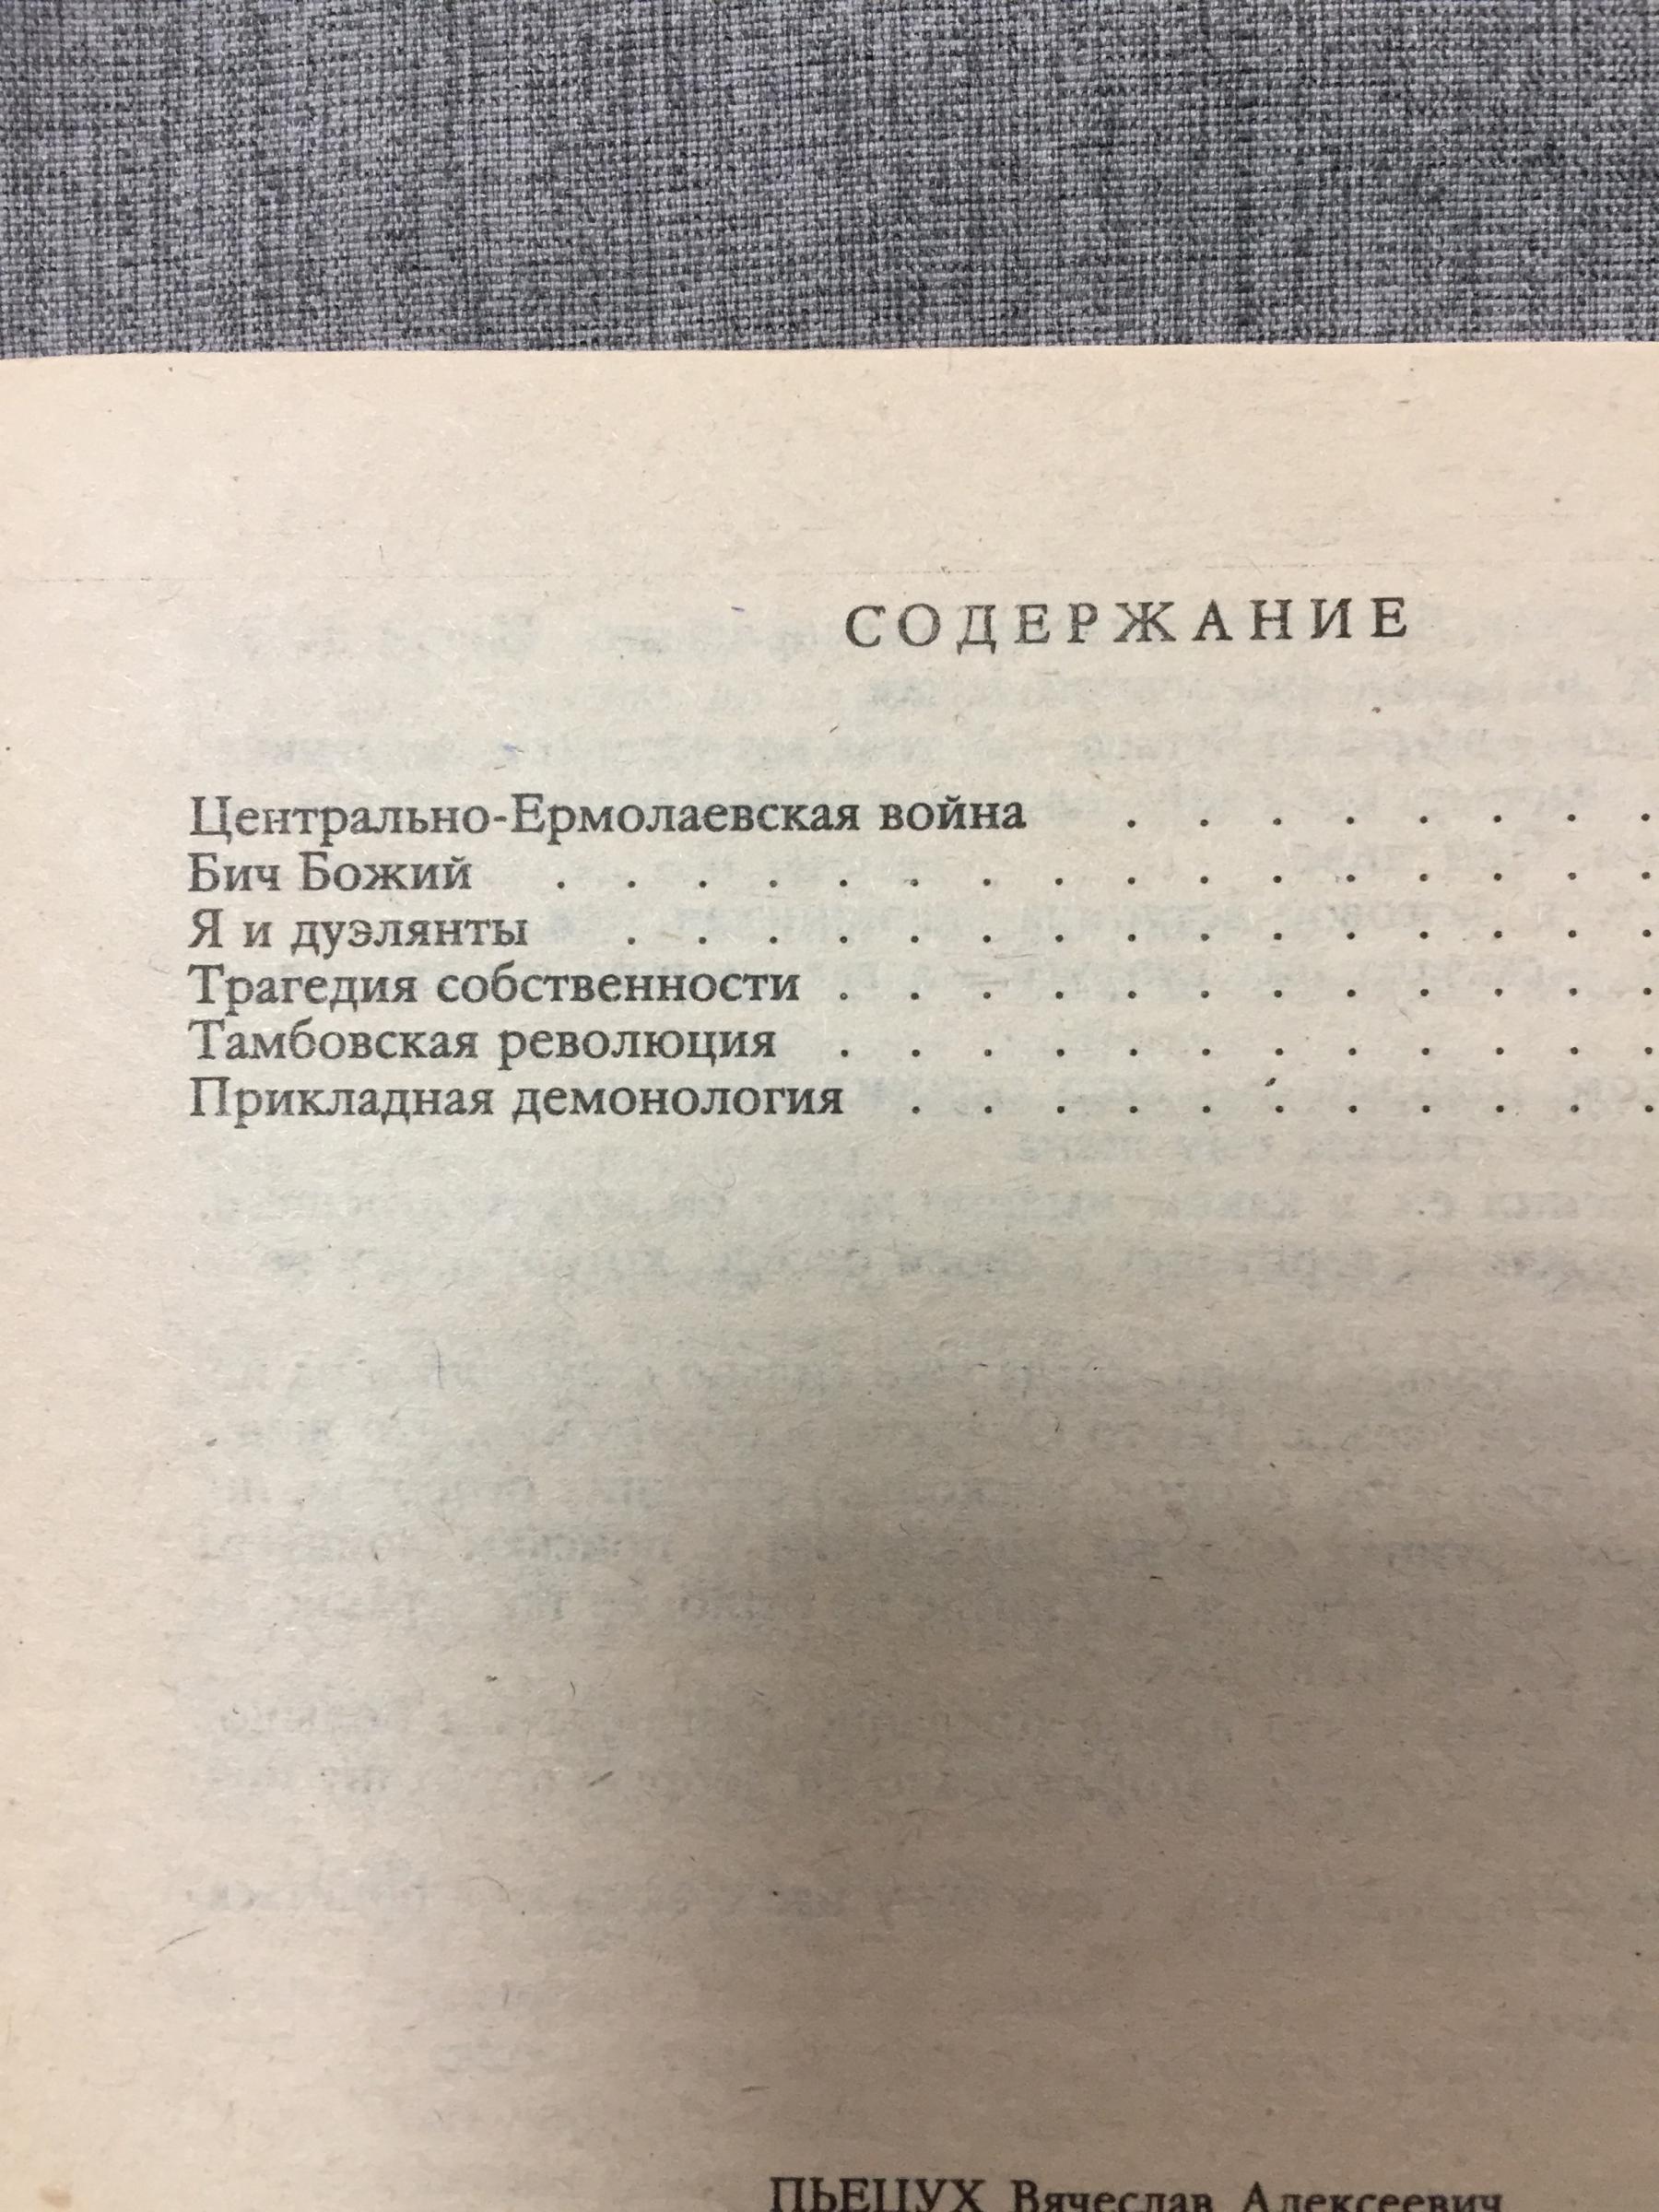 СОДЕРЖАНИЕ
Центрально-Ермолаевская война . . . . . . . .
Бич Божий . . . . . . . . . . . . . . . .
Я и дуэлянты . . . . . . . . . . . . . . .
Трагедия собственности . . . . . . . . . . . .
Тамбовская революция . . . . . . . . . . . .
Прикладная демонология . . . . . . . . . . .
ПЬЕЦУХ Вячеслав Алексеевич